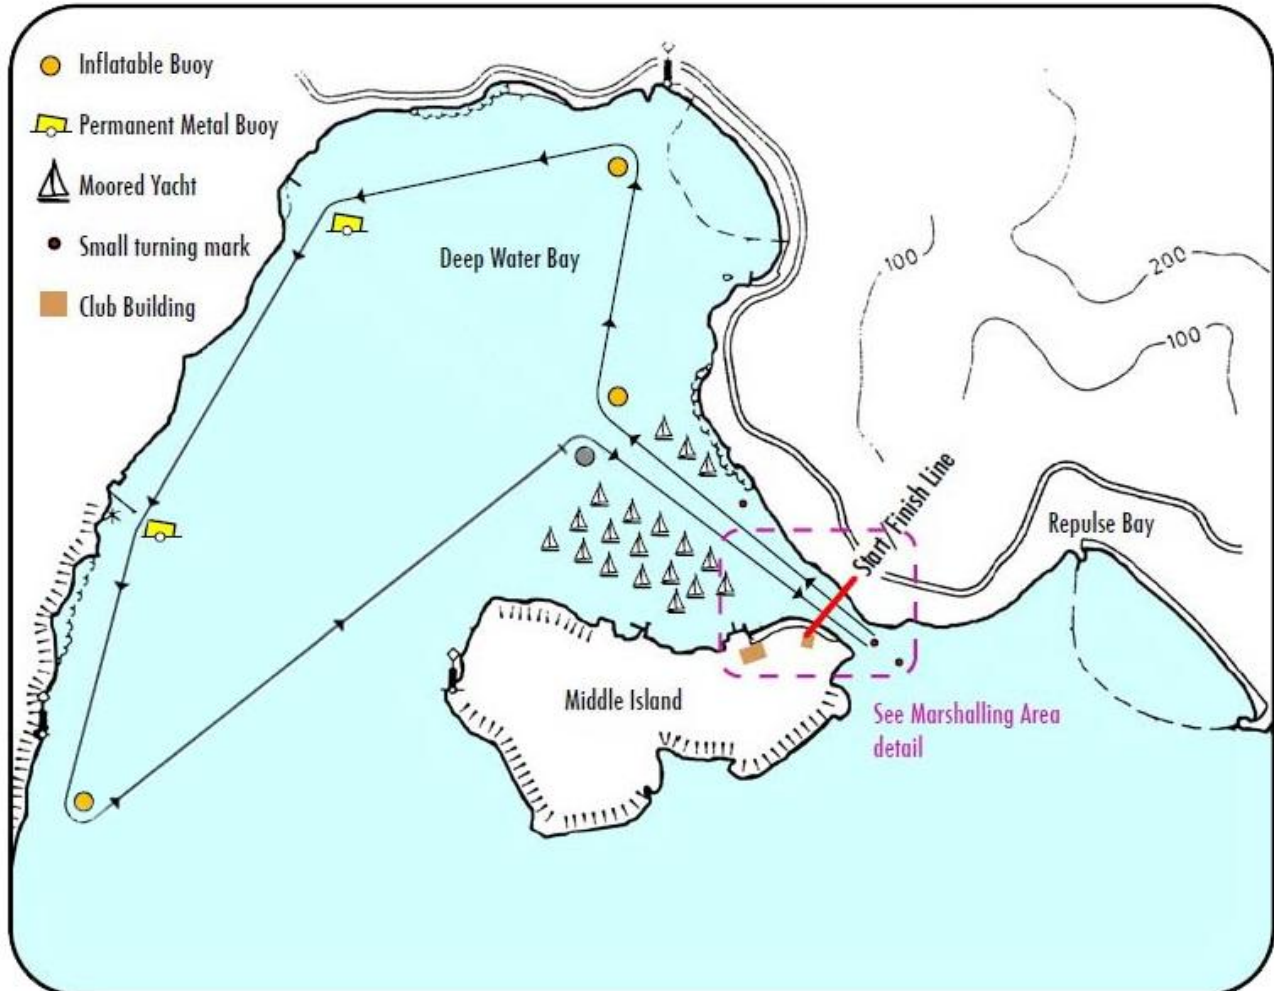 Inflatable Buoy
Permanent Metal Buoy
Moored Yacht
Small turning mark
Club Building
Deep Water Bay
100
200
100
Start/Finish Line
Repulse Bay
Middle Island
See Marshalling Area
detail